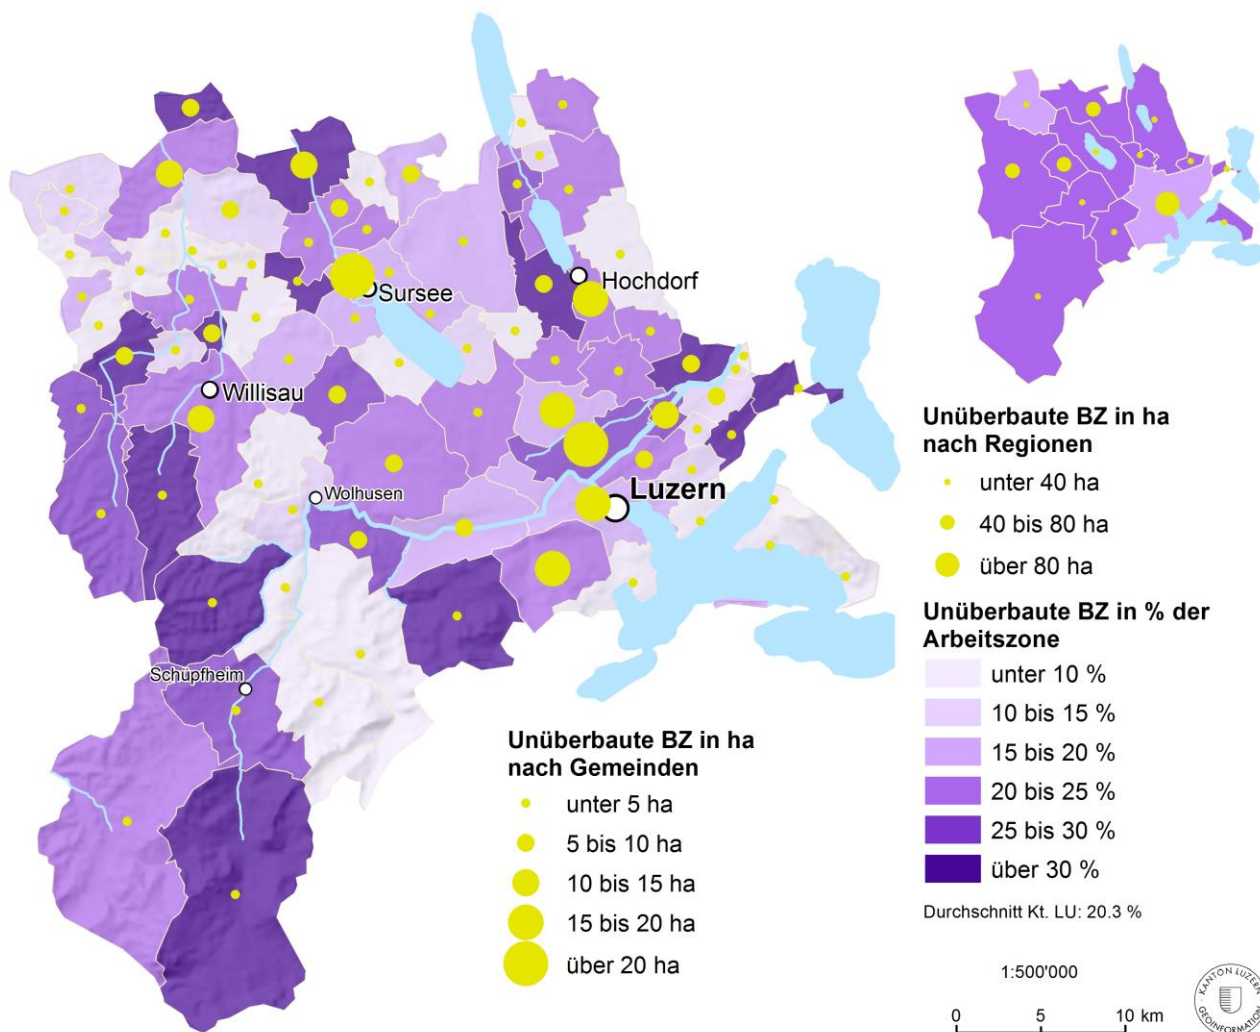 Hochdorf
Sursee
Willisau
Wolhusen
Luzern
Schüpfheim
Unüberbaute BZ in ha
nach Gemeinden
unter 5 ha
5 bis 10 ha
10 bis 15 ha
15 bis 20 ha
über 20 ha
Unüberbaute BZ in ha
nach Regionen
unter 40 ha
40 bis 80 ha
über 80 ha
Unüberbaute BZ in % der
Arbeitszone
unter 10 %
10 bis 15 %
15 bis 20 %
20 bis 25 %
25 bis 30 %
über 30 %
Durchschnitt Kt. LU: 20.3 %
1:500'000
0 5 10 km
KANTON LUZERN
GEOINFORMATION